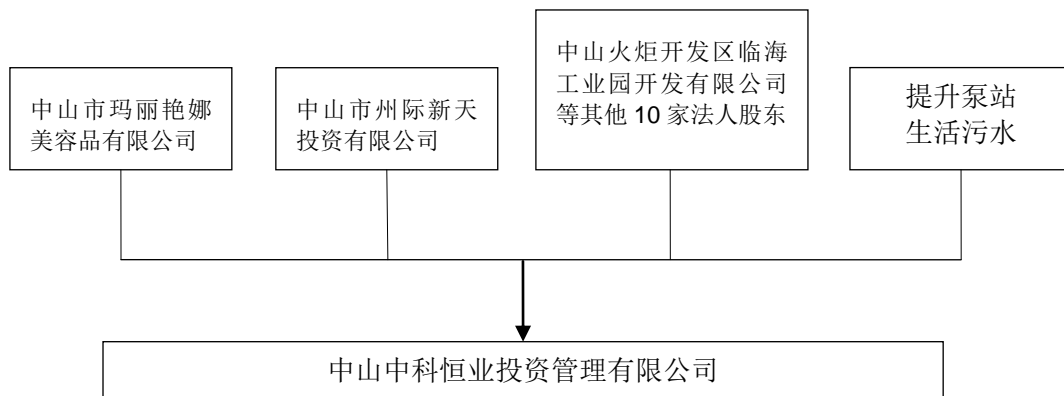 中山市玛丽艳娜
美容品有限公司
中山市州际新天
投资有限公司
中山火炬开发区临海
工业园开发有限公司
等其他 10 家法人股东
提升泵站
生活污水
中山中科恒业投资管理有限公司